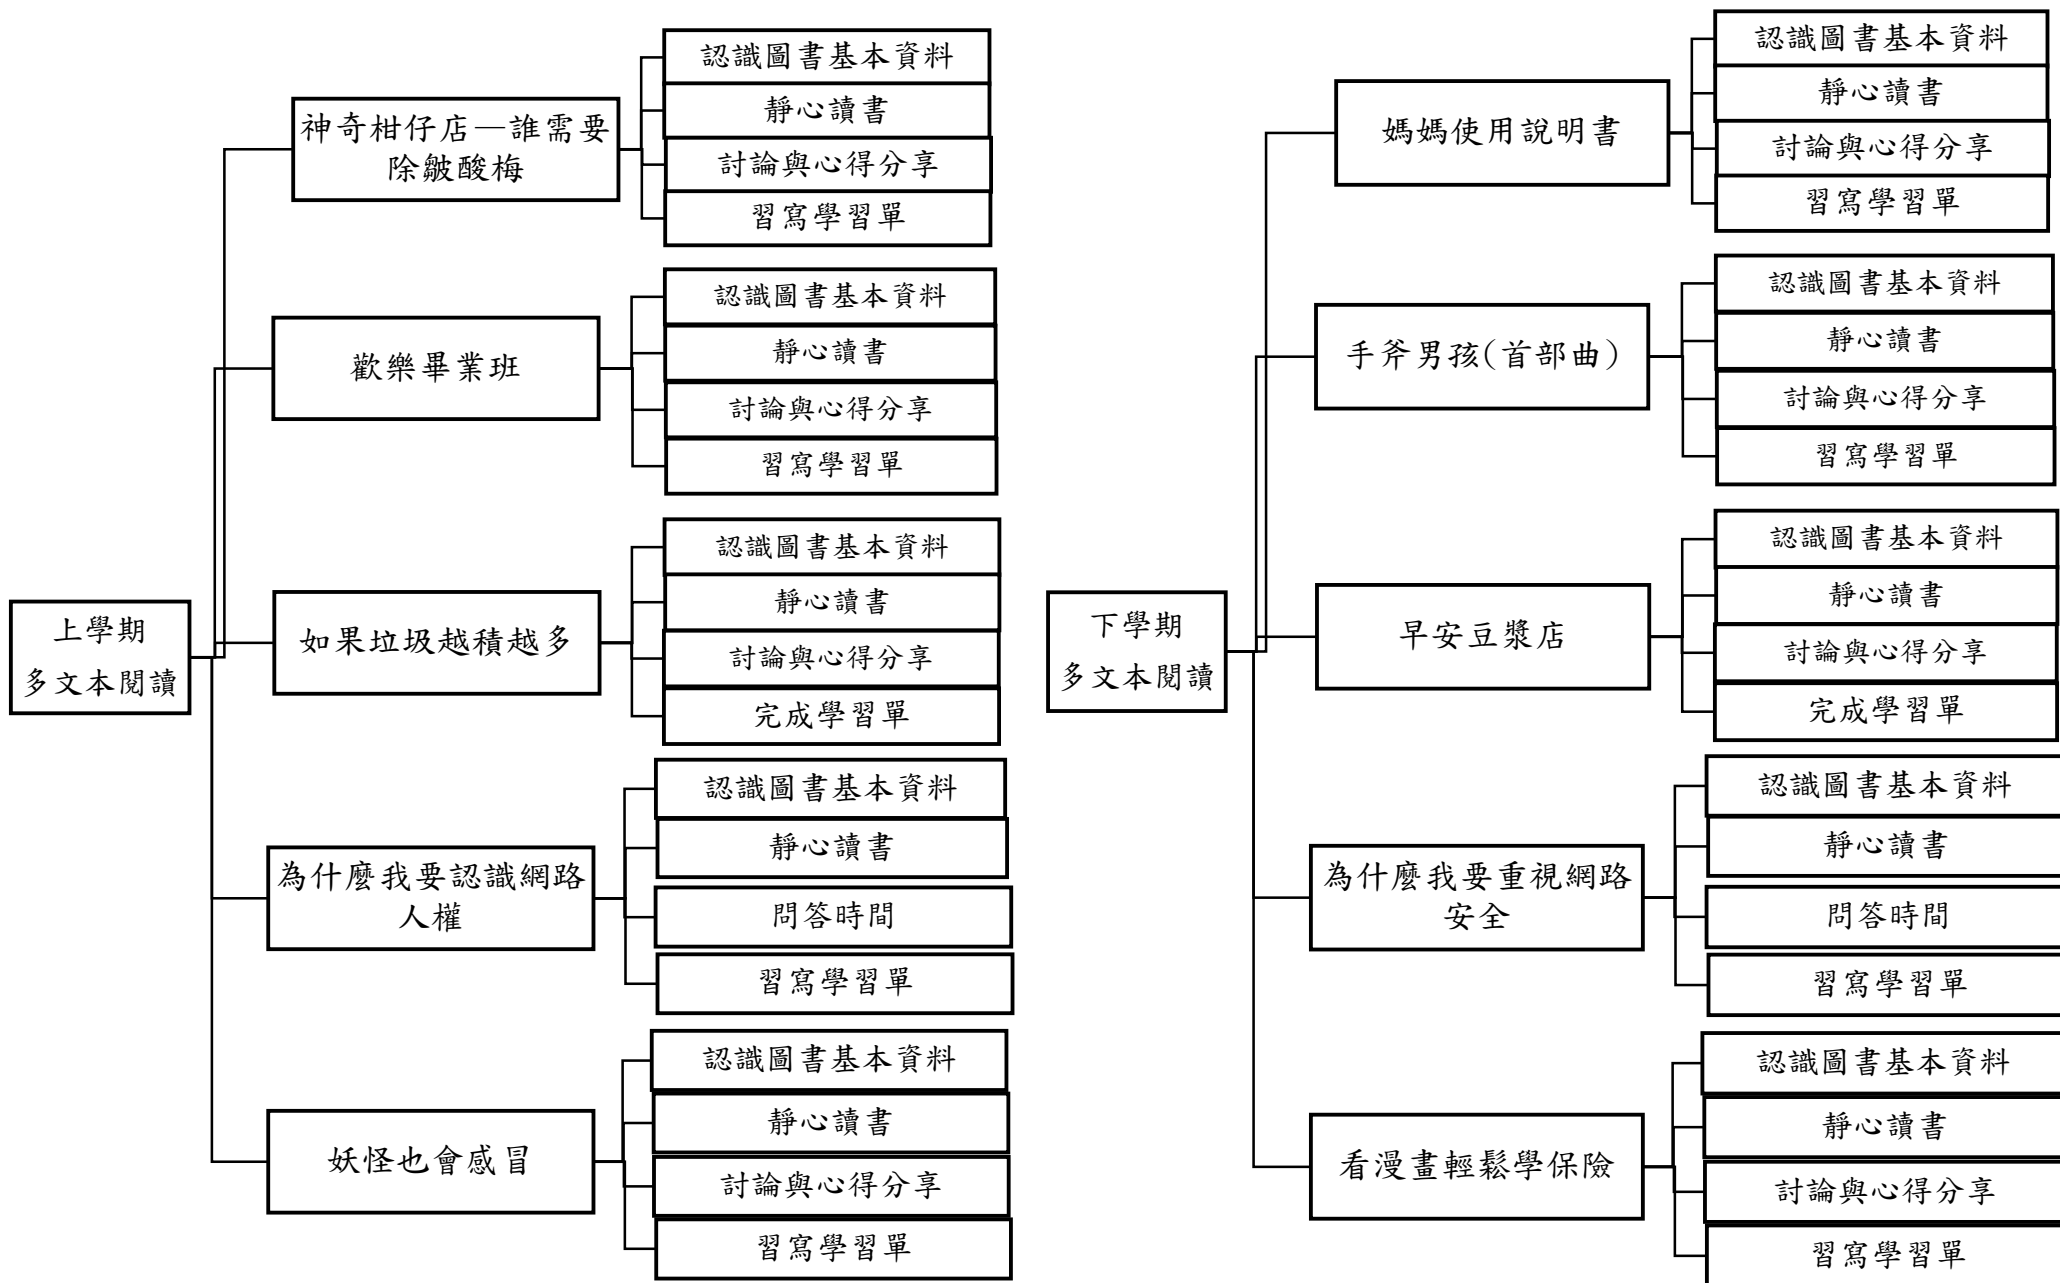 上學期
多文本閱讀
神奇柑仔店—誰需要
除皺酸梅
認識圖書基本資料
靜心讀書
討論與心得分享
習寫學習單
歡樂畢業班
認識圖書基本資料
靜心讀書
討論與心得分享
習寫學習單
如果垃圾越積越多
認識圖書基本資料
靜心讀書
討論與心得分享
完成學習單
為什麼我要認識網路
人權
認識圖書基本資料
靜心讀書
問答時間
習寫學習單
妖怪也會感冒
認識圖書基本資料
靜心讀書
討論與心得分享
習寫學習單
下學期
多文本閱讀
媽媽使用說明書
認識圖書基本資料
靜心讀書
討論與心得分享
習寫學習單
手斧男孩(首部曲)
認識圖書基本資料
靜心讀書
討論與心得分享
習寫學習單
早安豆漿店
認識圖書基本資料
靜心讀書
討論與心得分享
完成學習單
為什麼我要重視網路
安全
認識圖書基本資料
靜心讀書
問答時間
習寫學習單
看漫畫輕鬆學保險
認識圖書基本資料
靜心讀書
討論與心得分享
習寫學習單